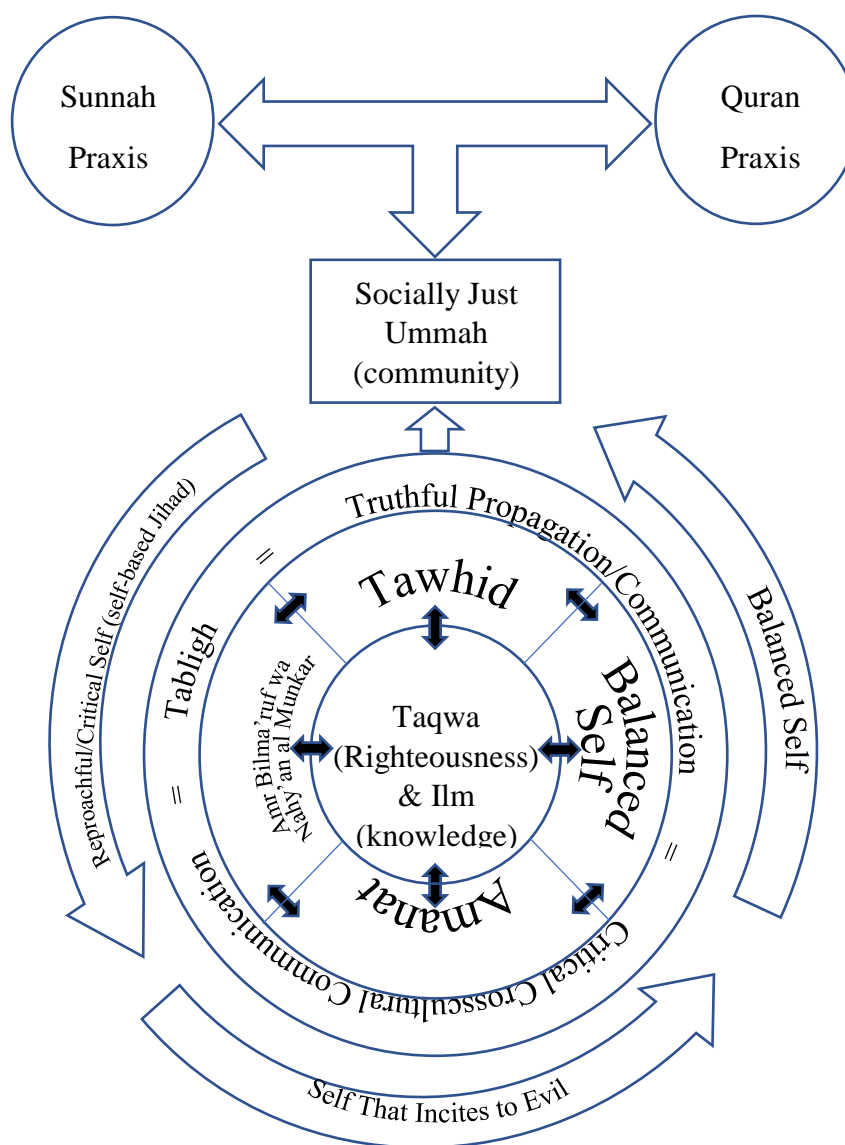 Sunnah
Praxis
Quran
Praxis
Socially Just
Ummah
(community)
Reproachful/Critical Self (self-based Jihad)
Balanced Self
Self That Incites to Evil
Tabligh
=
Truthful Propagation/Communication
=
Critical Crosscultural Communication
=
Tawhid
Balanced
Self
Amanat
Amr Bilma’ruf wa
Nahy’an al Munkar
Taqwa
(Righteousness)
& Ilm
(knowledge)